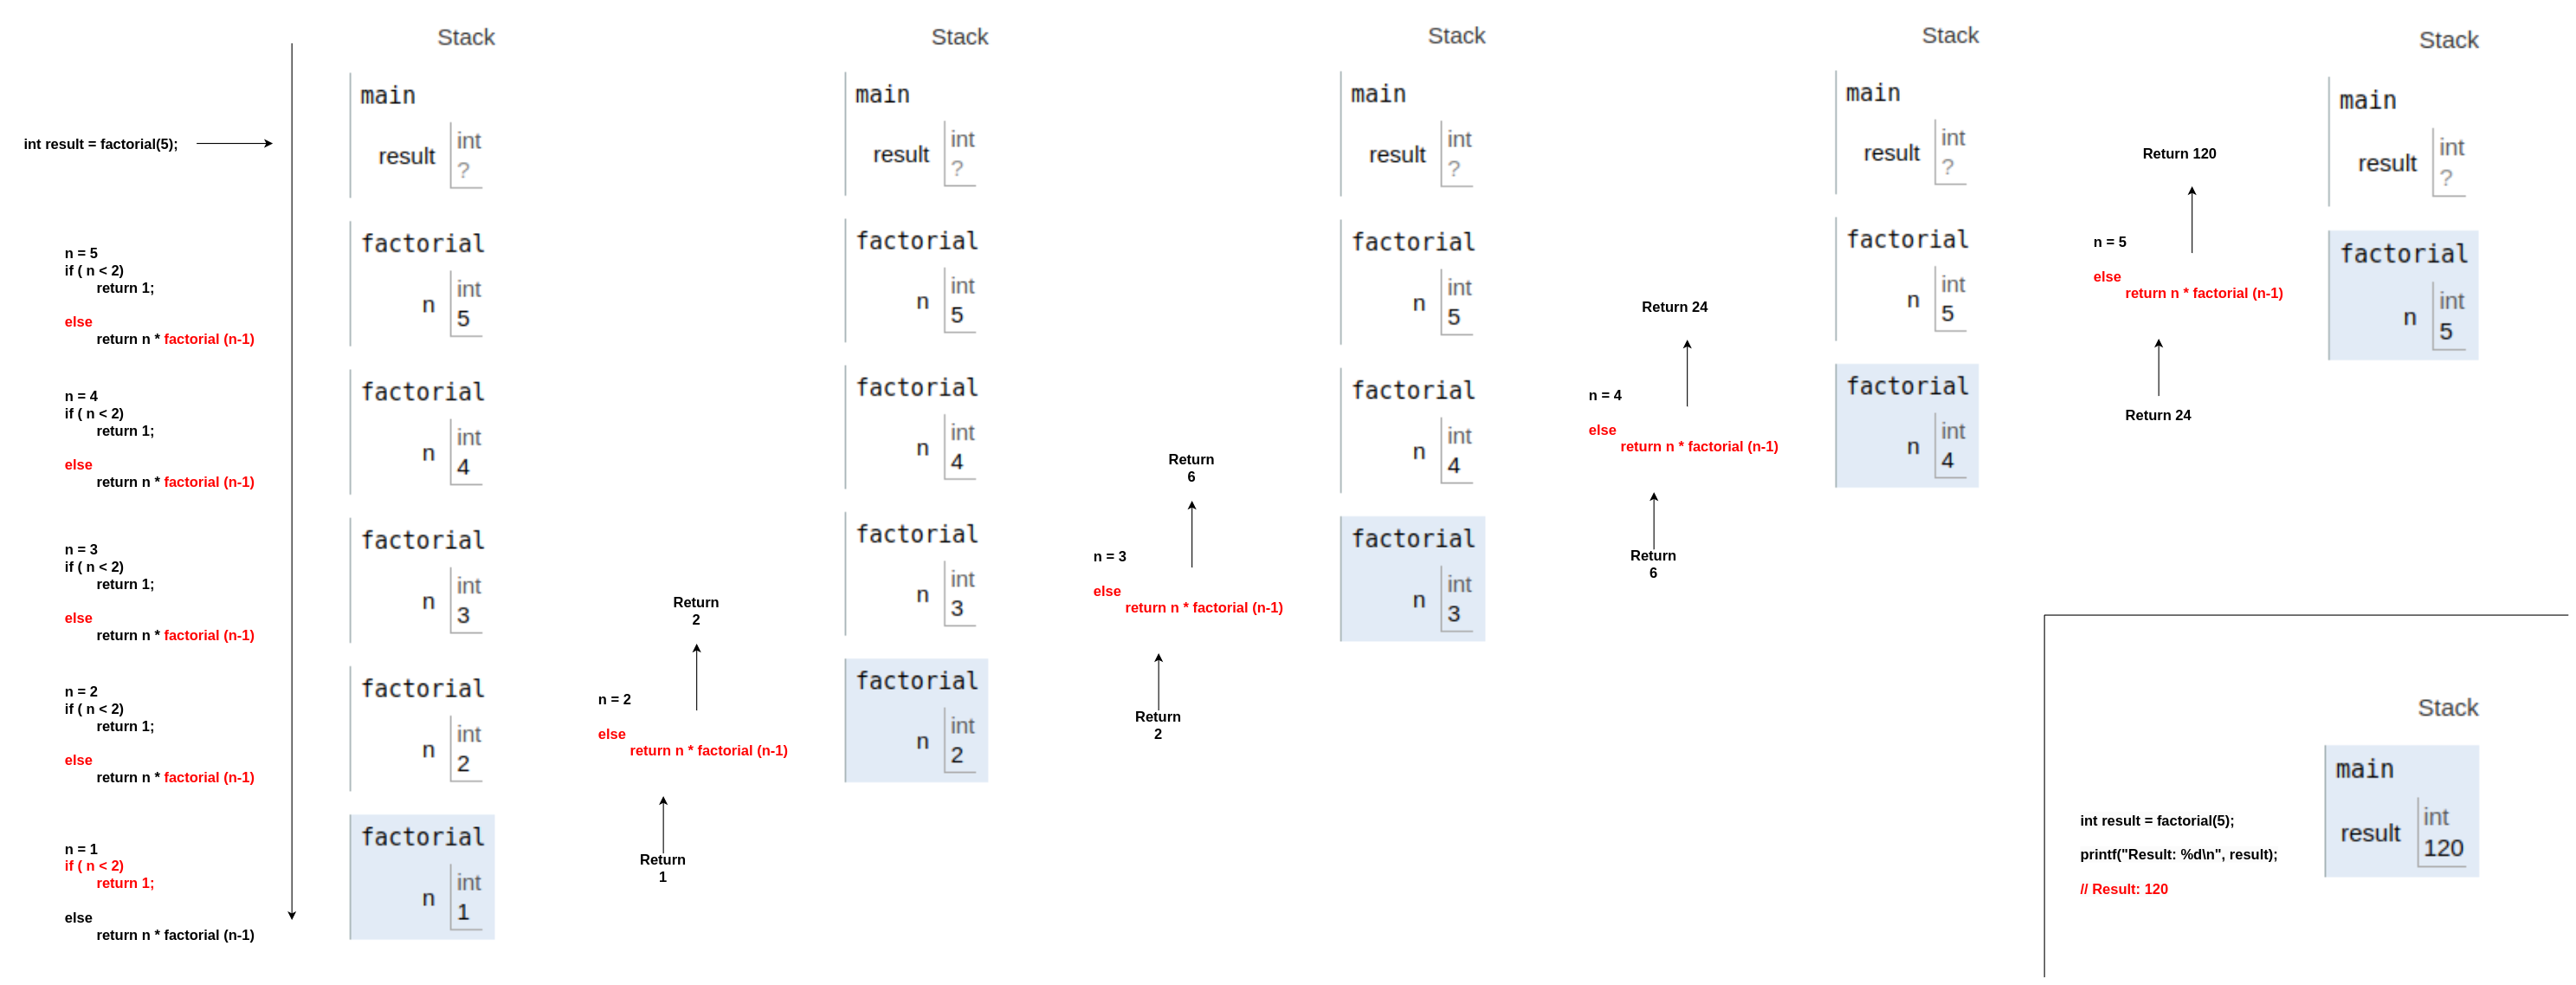 int result = factorial(5);
n = 5
if ( n < 2)
return 1;
else
return n * factorial (n-1)
n = 4
if ( n < 2)
return 1;
else
return n * factorial (n-1)
n = 3
if ( n < 2)
return 1;
else
return n * factorial (n-1)
n = 2
if ( n < 2)
return 1;
else
return n * factorial (n-1)
n = 1
if ( n < 2)
return 1;
else
return n * factorial (n-1)
Stack
main
int
result
?
factorial
int
n
5
factorial
int
n
4
factorial
int
n
3
factorial
int
n
2
factorial
int
n
1
Return
2
n = 2
else
return n * factorial (n-1)
Return
1
Stack
main
int
result
?
factorial
int
n
5
factorial
int
n
4
factorial
int
n
3
factorial
int
n
2
Return
6
n = 3
else
return n * factorial (n-1)
Return
2
Stack
main
int
result
?
factorial
int
n
5
factorial
int
n
4
factorial
int
n
3
Return 24
n = 4
else
return n * factorial (n-1)
Return
6
Stack
main
int
result
?
factorial
int
n
5
factorial
int
n
4
Return 120
n = 5
else
return n * factorial (n-1)
Return 24
Stack
main
int
result
?
factorial
int
n
5
int result = factorial(5);
printf("Result: %d\n", result);
// Result: 120
Stack
main
int
result
120